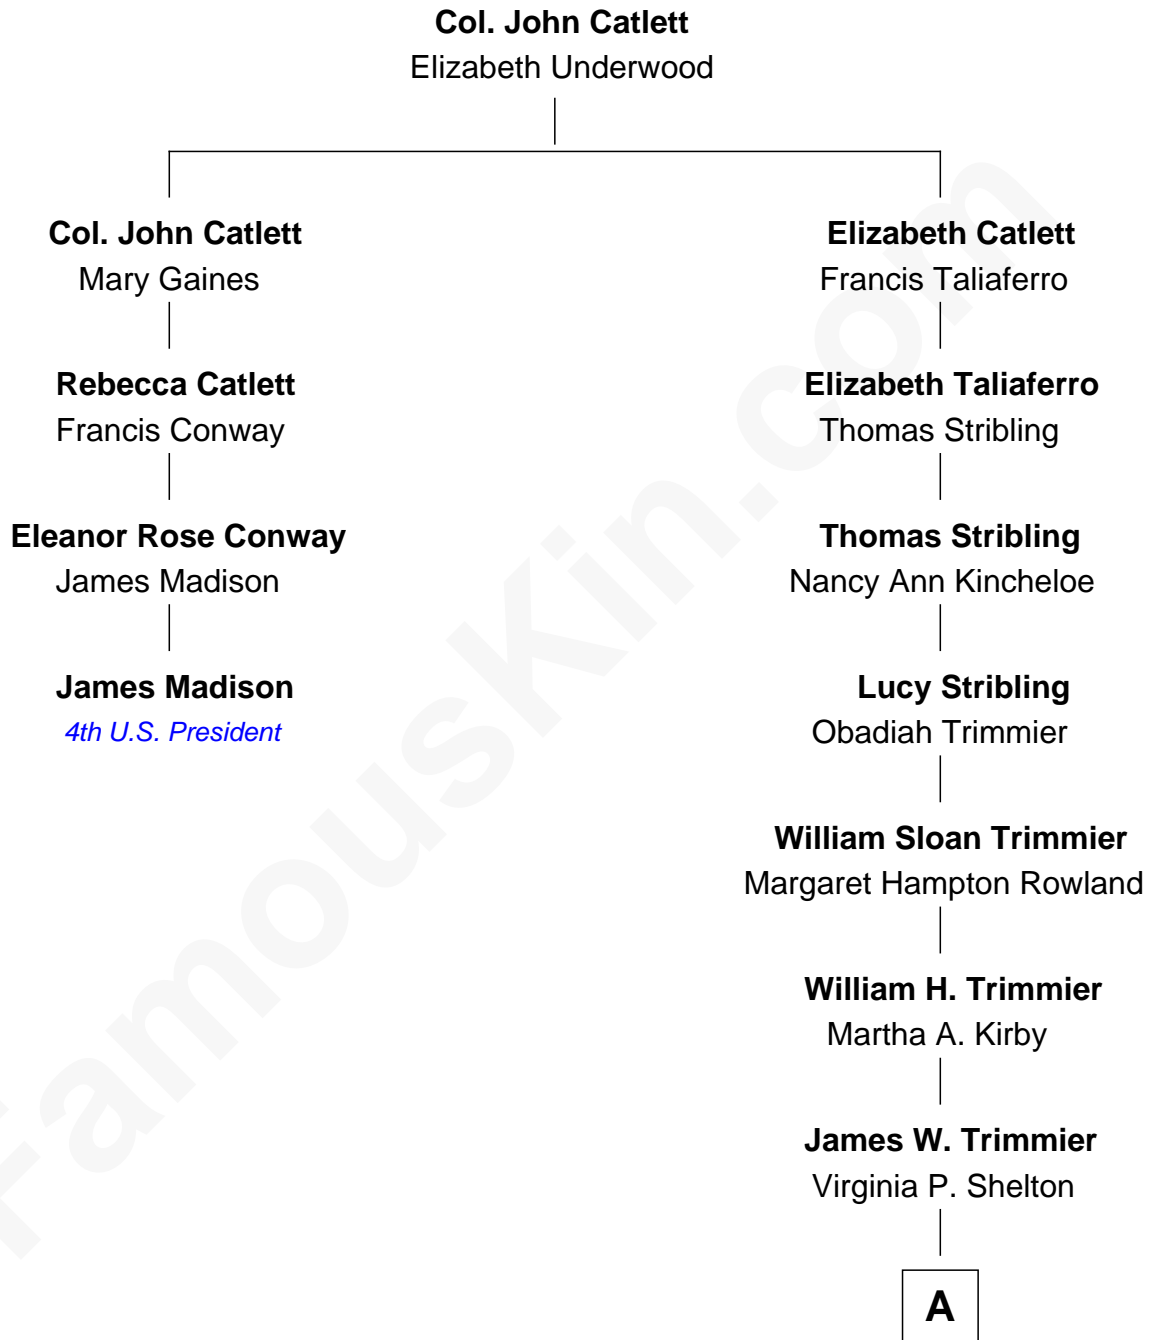 Col. John Catlett
Elizabeth Underwood
Col. John Catlett
Mary Gaines
Elizabeth Catlett
Francis Taliaferro
Rebecca Catlett
Francis Conway
Elizabeth Taliaferro
Thomas Stribling
Eleanor Rose Conway
James Madison
Thomas Stribling
Nancy Ann Kincheloe
James Madison
4th U.S. President
Lucy Stribling
Obadiah Trimmier
William Sloan Trimmier
Margaret Hampton Rowland
William H. Trimmier
Martha A. Kirby
James W. Trimmier
Virginia P. Shelton
A
FamousKin.com